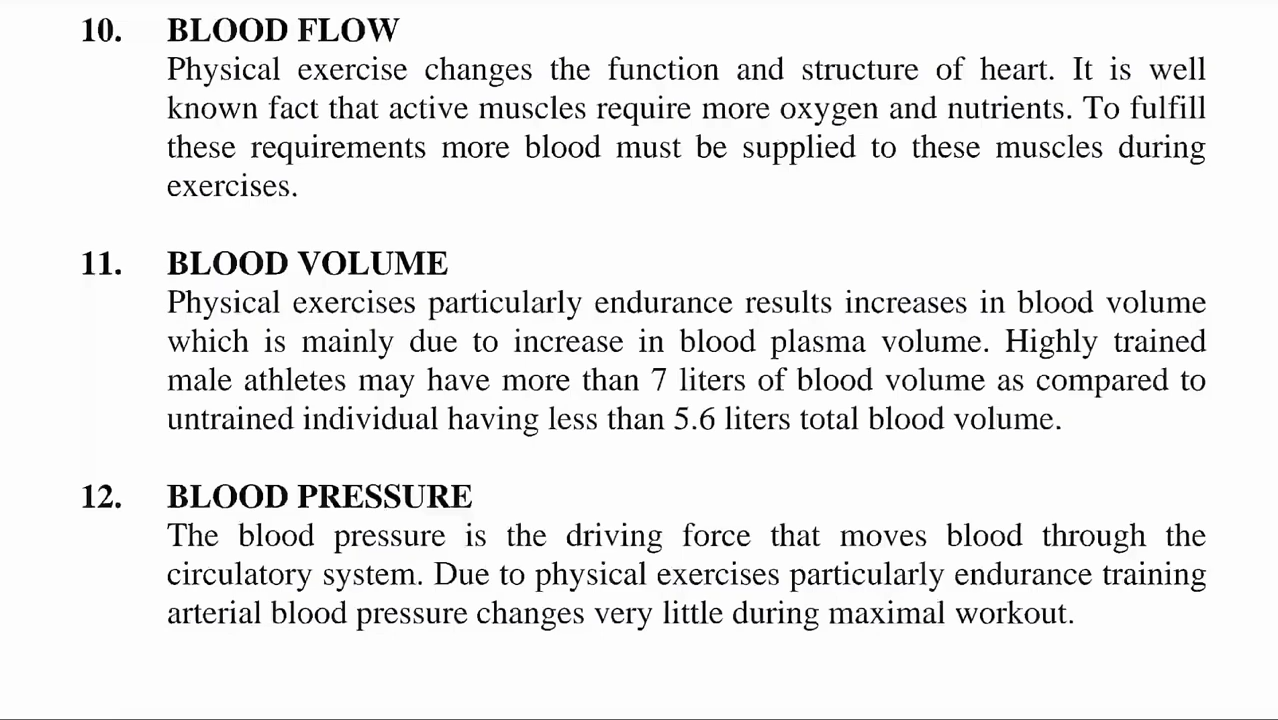 10. BLOOD FLOW
Physical exercise changes the function and structure of heart. It is well
known fact that active muscles require more oxygen and nutrients. To fulfill
these requirements more blood must be supplied to these muscles during
exercises.
11. BLOOD VOLUME
Physical exercises particularly endurance results increases in blood volume
which is mainly due to increase in blood plasma volume. Highly trained
male athletes may have more than 7 liters of blood volume as compared to
untrained individual having less than 5.6 liters total blood volume.
12. BLOOD PRESSURE
The blood pressure is the driving force that moves blood through the
circulatory system. Due to physical exercises particularly endurance training
arterial blood pressure changes very little during maximal workout.